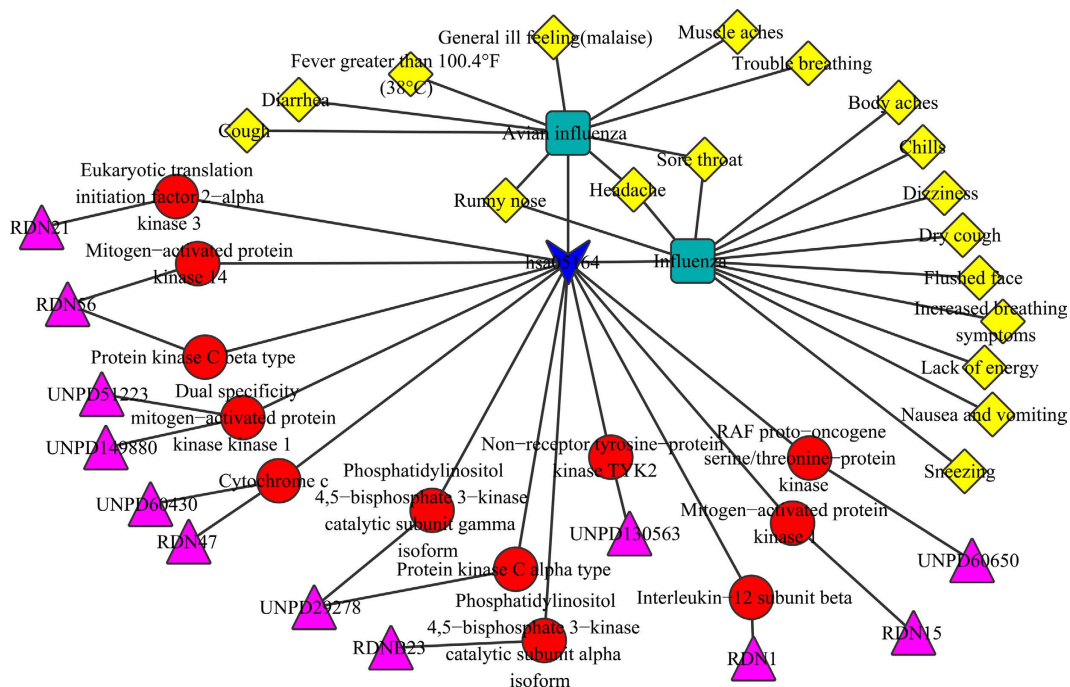 General ill feeling(malaise)
Muscle aches
Fever greater than 100.4°F
(38°C)
Trouble breathing
Diarrhea
Body aches
Cough
Avian influenza
Chills
Sore throat
Eukaryotic translation
initiation factor 2−alpha
kinase 3
Headache
Runny nose
Dizziness
RDN21
Dry cough
Mitogen−activated protein
kinase 14
hsa05164
Influenza
Flushed face
RDN56
Increased breathing
symptoms
Protein kinase C beta type
Lack of energy
UNPD51223
Dual specificity
mitogen−activated protein
kinase kinase 1
Nausea and vomiting
UNPD149880
Non−receptor tyrosine−protein
kinase TYK2
RAF proto−oncogene
serine/threonine−protein
kinase
Sneezing
Cytochrome c
Phosphatidylinositol
4,5−bisphosphate 3−kinase
catalytic subunit gamma
isoform
UNPD60430
Mitogen−activated protein
kinase 1
RDN47
UNPD130563
UNPD60650
Protein kinase C alpha type
Interleukin−12 subunit beta
UNPD29278
Phosphatidylinositol
4,5−bisphosphate 3−kinase
catalytic subunit alpha
isoform
RDN15
RDNB23
RDN1